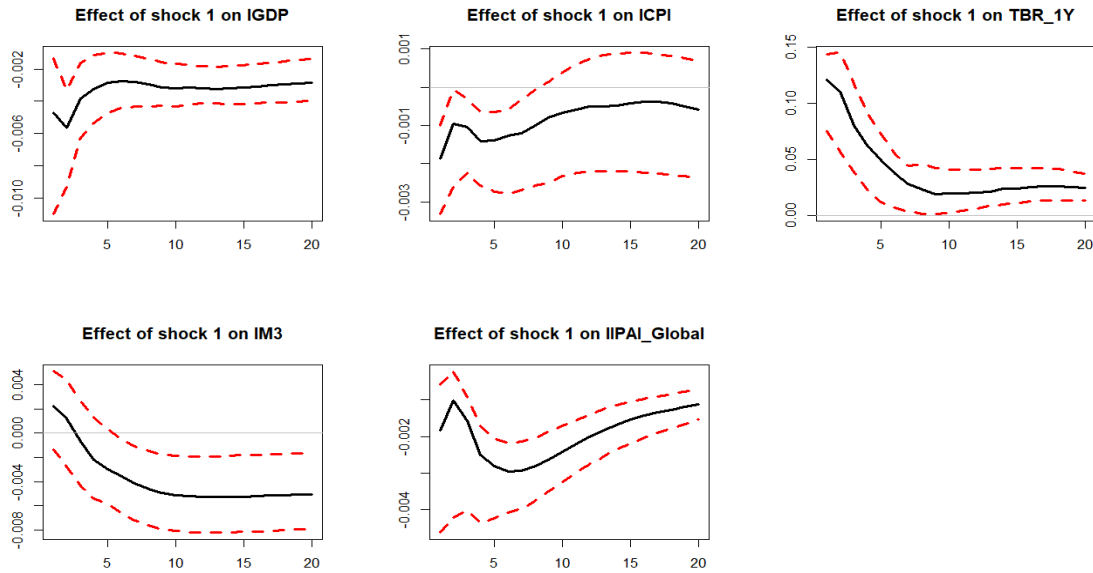 Effect of shock 1 on lGDP
-0.002
-0.006
-0.010
5 10 15 20
Effect of shock 1 on lCPI
0.001
-0.001
-0.003
5 10 15 20
Effect of shock 1 on TBR_1Y
0.15
0.10
0.05
0.00
5 10 15 20
Effect of shock 1 on lM3
0.004
0.000
-0.004
-0.008
5 10 15 20
Effect of shock 1 on lIPAI_Global
-0.002
-0.004
5 10 15 20